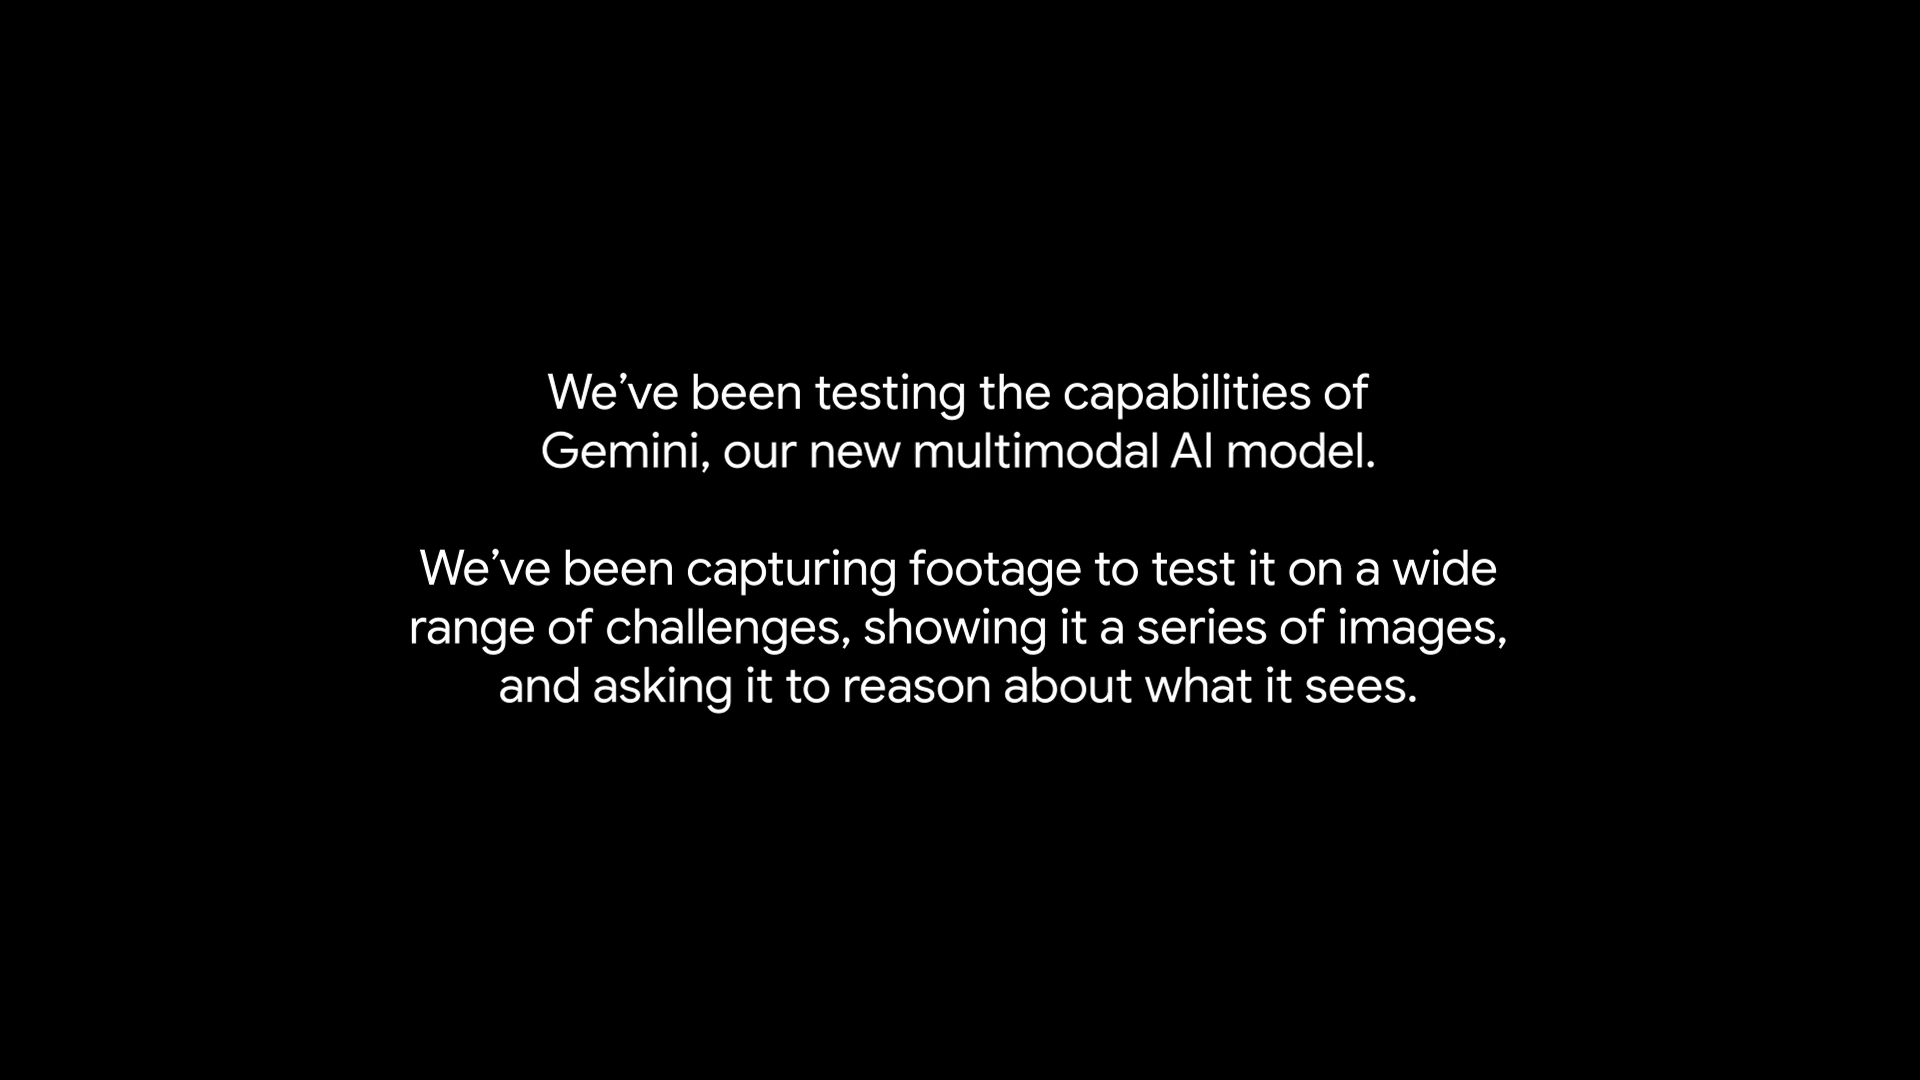 We’ve been testing the capabilities of
Gemini, our new multimodal AI model.
We’ve been capturing footage to test it on a wide
range of challenges, showing it a series of images,
and asking it to reason about what it sees.